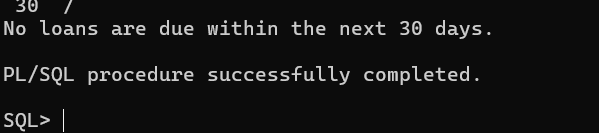 30  /
No loans are due within the next 30 days.
PL/SQL procedure successfully completed.
SQL>